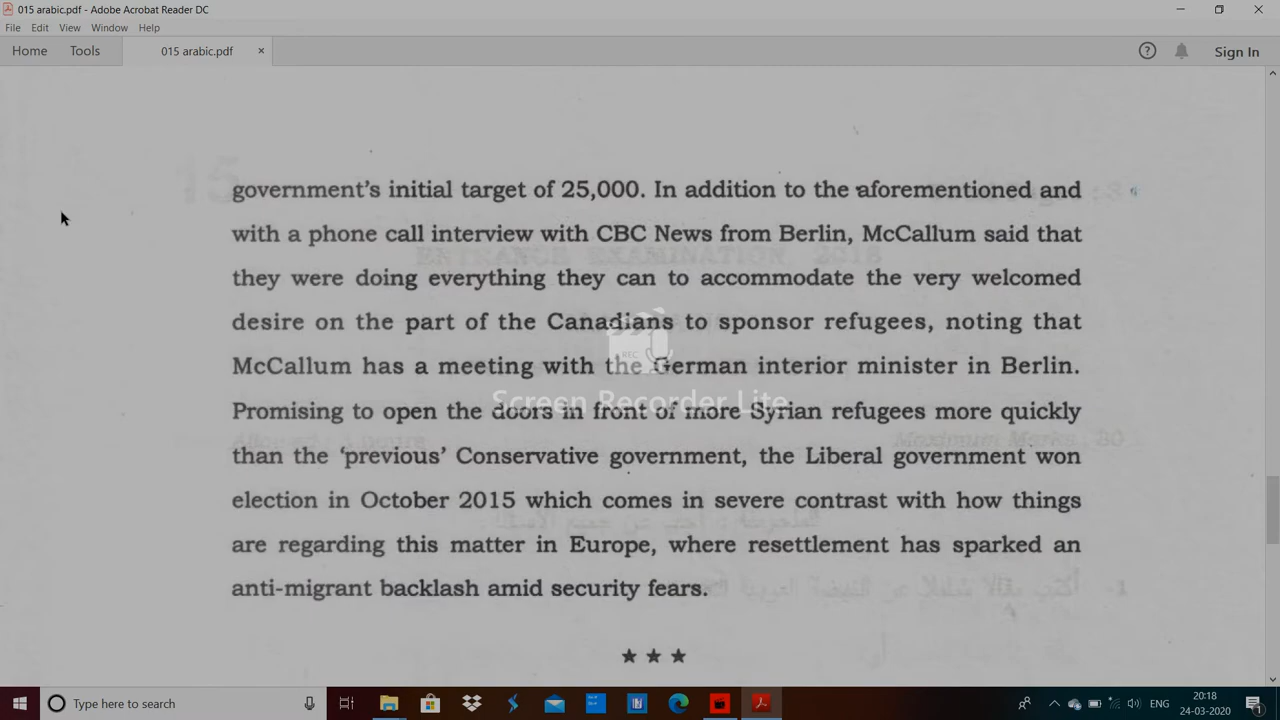 015 arabic.pdf - Adobe Acrobat Reader DC
File Edit View Window Help
Home Tools 015 arabic.pdf × Sign In
government's initial target of 25,000. In addition to the aforementioned and
with a phone call interview with CBC News from Berlin, McCallum said that
they were doing everything they can to accommodate the very welcomed
desire on the part of the Canadians to sponsor refugees, noting that
McCallum has a meeting with the German interior minister in Berlin.
Promising to open the doors in front of more Syrian refugees more quickly
than the 'previous' Conservative government, the Liberal government won
election in October 2015 which comes in severe contrast with how things
are regarding this matter in Europe, where resettlement has sparked an
anti-migrant backlash amid security fears.
★ ★ ★
REC
Screen Recorder Lite
Type here to search
ENG
20:18
24-03-2020